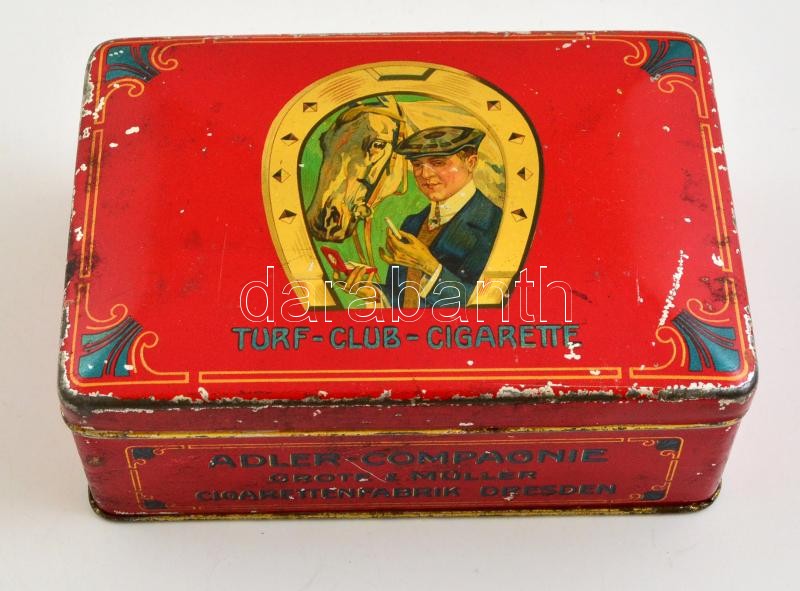 darabanth
TURF-CLUB-CIGARETTE
ADLER-COMPAGNIE
GROTE & MÜLLER
CIGARETTENFABRIK DRESDEN